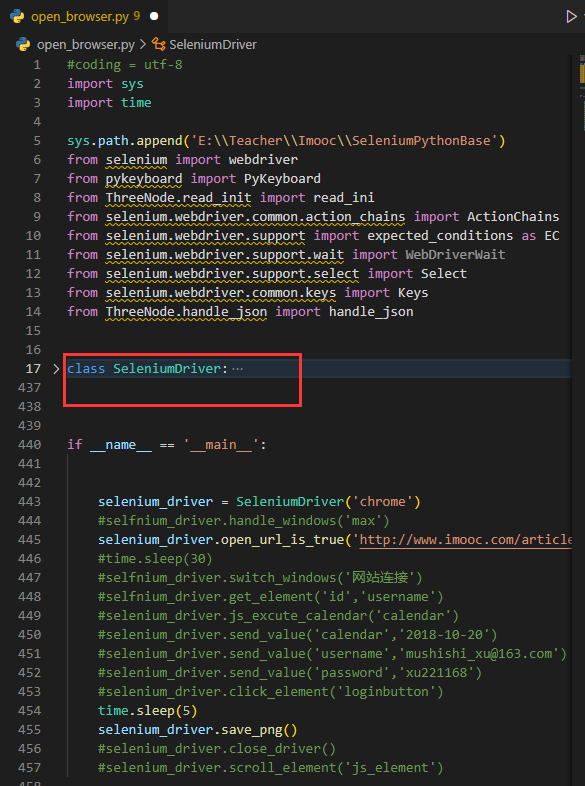 open_browser.py 9
open_browser.py > SeleniumDriver
1 #coding = utf-8
2 import sys
3 import time
4
5 sys.path.append('E:\\Teacher\\Imooc\\SeleniumPythonBase')
6 from selenium import webdriver
7 from pykeyboard import PyKeyboard
8 from ThreeNode.read_init import read_ini
9 from selenium.webdriver.common.action_chains import ActionChains
10 from selenium.webdriver.support import expected_conditions as EC
11 from selenium.webdriver.support.wait import WebDriverWait
12 from selenium.webdriver.support.select import Select
13 from selenium.webdriver.common.keys import Keys
14 from ThreeNode.handle_json import handle_json
15
16
17 > class SeleniumDriver:···
437
438
439
440 if __name__ == '__main__':
441
442
443 selenium_driver = SeleniumDriver('chrome')
444 #selfnium_driver.handle_windows('max')
445 selenium_driver.open_url_is_true('http://www.imooc.com/article
446 #time.sleep(30)
447 #selfnium_driver.switch_windows('网站连接')
448 #selfnium_driver.get_element('id','username')
449 #selenium_driver.js_excute_calendar('calendar')
450 #selenium_driver.send_value('calendar','2018-10-20')
451 #selenium_driver.send_value('username','mushishi_xu@163.com')
452 #selenium_driver.send_value('password','xu221168')
453 #selenium_driver.click_element('loginbutton')
454 time.sleep(5)
455 selenium_driver.save_png()
456 #selenium_driver.close_driver()
457 #selenium_driver.scroll_element('js_element')